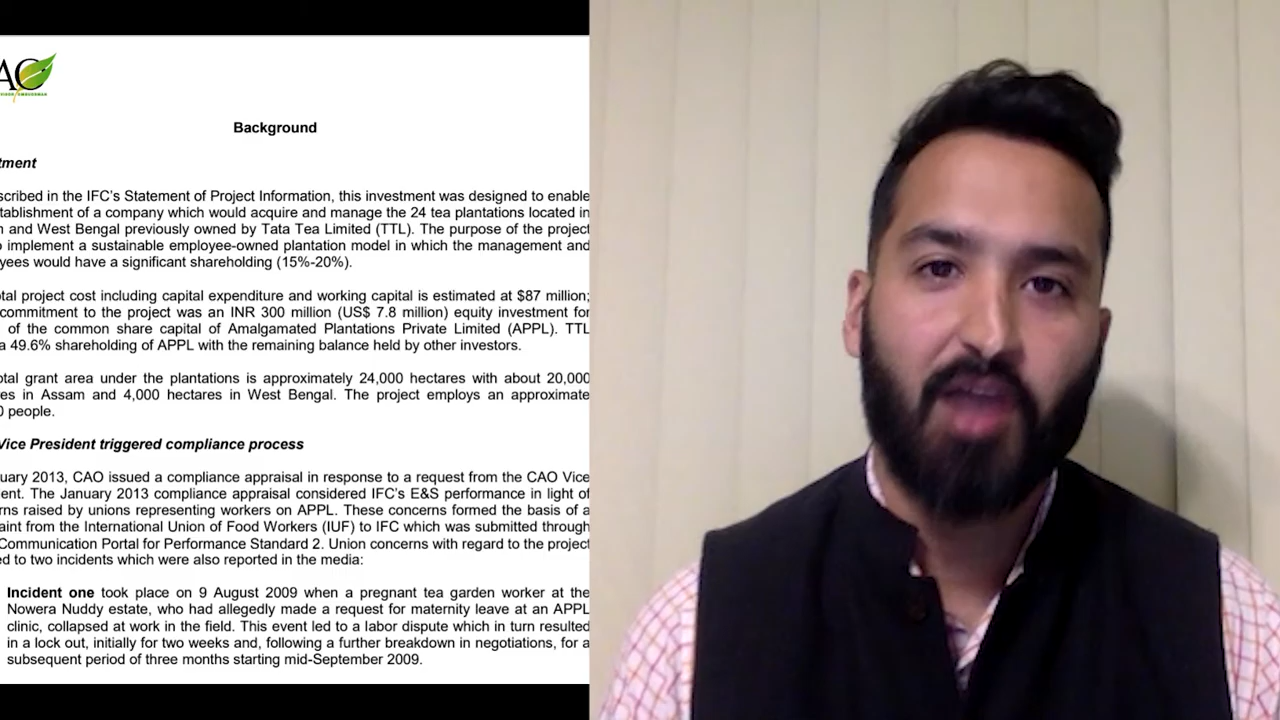 AO
Background
tment
scribed in the IFC's Statement of Project Information, this investment was designed to enable
tablishment of a company which would acquire and manage the 24 tea plantations located in
n and West Bengal previously owned by Tata Tea Limited (TTL). The purpose of the project
o implement a sustainable employee-owned plantation model in which the management and
yees would have a significant shareholding (15%-20%).
otal project cost including capital expenditure and working capital is estimated at $87 million;
commitment to the project was an INR 300 million (US$ 7.8 million) equity investment for
of the common share capital of Amalgamated Plantations Private Limited (APPL). TTL
a 49.6% shareholding of APPL with the remaining balance held by other investors.
otal grant area under the plantations is approximately 24,000 hectares with about 20,000
res in Assam and 4,000 hectares in West Bengal. The project employs an approximate
0 people.
Vice President triggered compliance process
uary 2013, CAO issued a compliance appraisal in response to a request from the CAO Vice
ent. The January 2013 compliance appraisal considered IFC's E&S performance in light of
rns raised by unions representing workers on APPL. These concerns formed the basis of a
aint from the International Union of Food Workers (IUF) to IFC which was submitted through
Communication Portal for Performance Standard 2. Union concerns with regard to the project
ed to two incidents which were also reported in the media:
Incident one took place on 9 August 2009 when a pregnant tea garden worker at the
Nowera Nuddy estate, who had allegedly made a request for maternity leave at an APPL
clinic, collapsed at work in the field. This event led to a labor dispute which in turn resulted
in a lock out, initially for two weeks and, following a further breakdown in negotiations, for a
subsequent period of three months starting mid-September 2009.